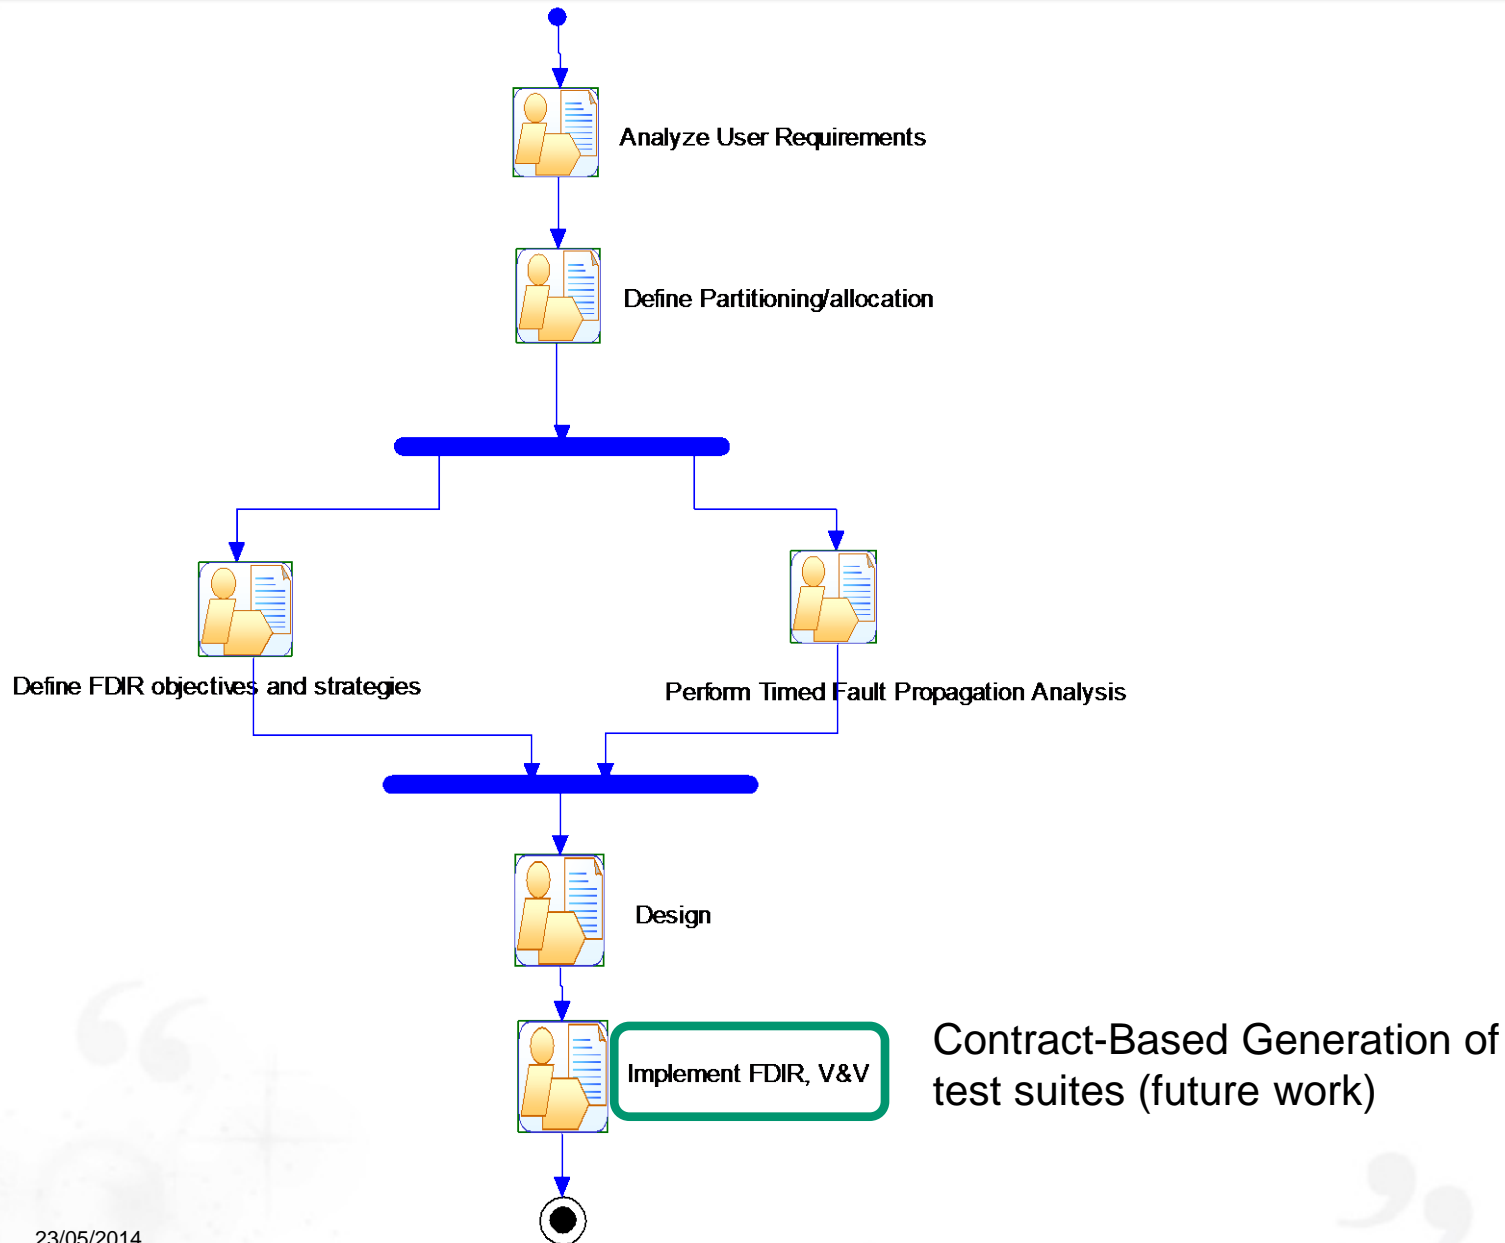 Analyze User Requirements
Define Partitioning/allocation
Define FDIR objectives and strategies
Perform Timed Fault Propagation Analysis
Design
Implement FDIR, V&V
Contract-Based Generation of
test suites (future work)
23/05/2014